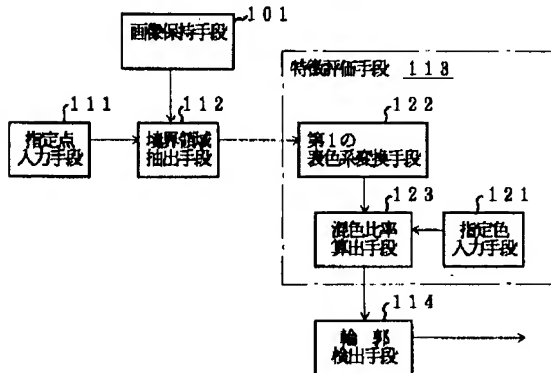 101
画像保持手段
特徴評価手段 113
111
指定点
入力手段
112
境界領域
抽出手段
122
第1の
表色系変換手段
123
混色比率
算出手段
121
指定色
入力手段
114
輪郭
検出手段